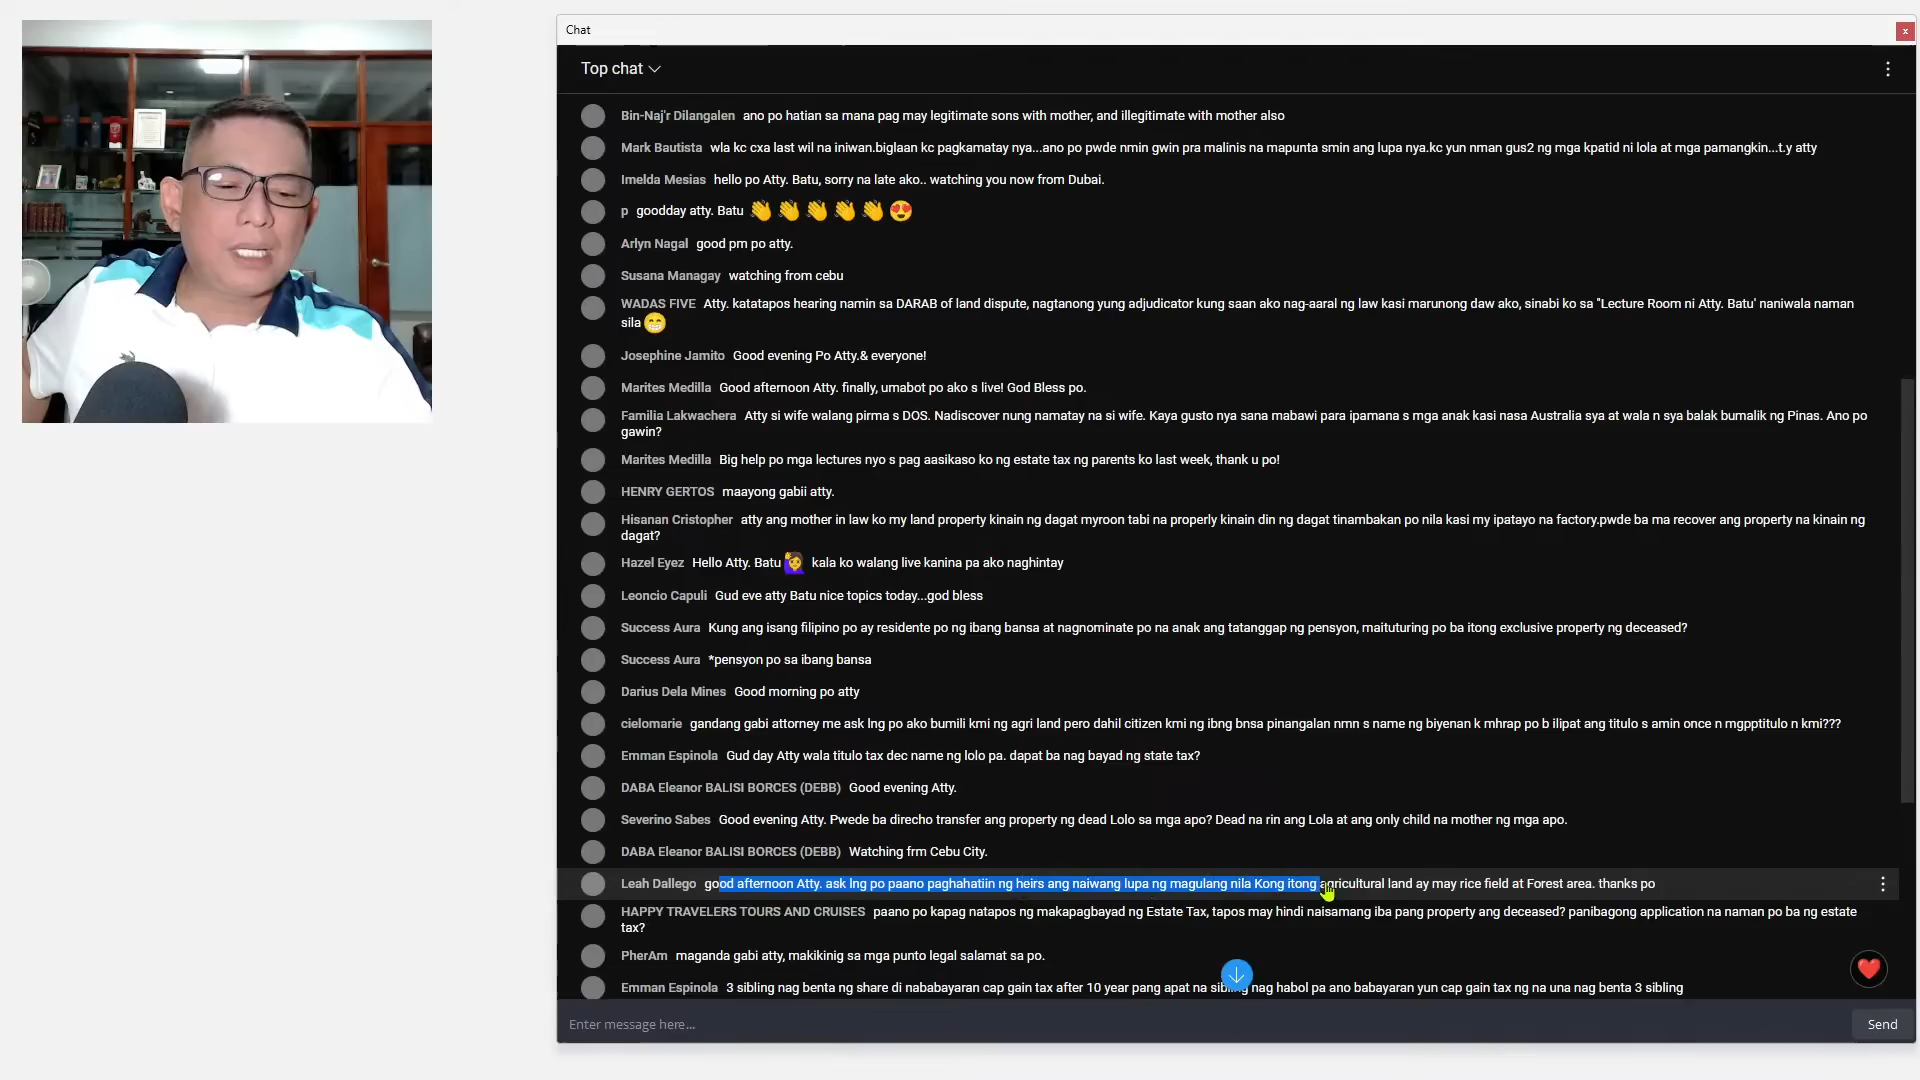 Chat
x
Top chat
Bin-Naj'r Dilangalen ano po hatian sa mana pag may legitimate sons with mother, and illegitimate with mother also
Mark Bautista wla kc cxa last wil na iniwan.biglaan kc pagkamatay nya...ano po pwde nmin gwin pra malinis na mapunta smin ang lupa nya.kc yun nman gus2 ng mga kpatid ni lola at mga pamangkin...t.y atty
Imelda Mesias hello po Atty. Batu, sorry na late ako.. watching you now from Dubai.
p goodday atty. Batu 👋👋👋👋👋😍
Arlyn Nagal good pm po atty.
Susana Managay watching from cebu
WADAS FIVE Atty. katatapos hearing namin sa DARAB of land dispute, nagtanong yung adjudicator kung saan ako nag-aaral ng law kasi marunong daw ako, sinabi ko sa "Lecture Room ni Atty. Batu' naniwala naman
sila 😁
Josephine Jamito Good evening Po Atty.& everyone!
Marites Medilla Good afternoon Atty. finally, umabot po ako s live! God Bless po.
Familia Lakwachera Atty si wife walang pirma s DOS. Nadiscover nung namatay na si wife. Kaya gusto nya sana mabawi para ipamana s mga anak kasi nasa Australia sya at wala n sya balak bumalik ng Pinas. Ano po
gawin?
Marites Medilla Big help po mga lectures nyo s pag aasikaso ko ng estate tax ng parents ko last week, thank u po!
HENRY GERTOS maayong gabii atty.
Hisanan Cristopher atty ang mother in law ko my land property kinain ng dagat myroon tabi na properly kinain din ng dagat tinambakan po nila kasi my ipatayo na factory.pwde ba ma recover ang property na kinain ng
dagat?
Hazel Eyez Hello Atty. Batu 🙋‍♀️ kala ko walang live kanina pa ako naghintay
Leoncio Capuli Gud eve atty Batu nice topics today...god bless
Success Aura Kung ang isang filipino po ay residente po ng ibang bansa at nagnominate po na anak ang tatanggap ng pensyon, maituturing po ba itong exclusive property ng deceased?
Success Aura *pensyon po sa ibang bansa
Darius Dela Mines Good morning po atty
cielomarie gandang gabi attorney me ask lng po ako bumili kmi ng agri land pero dahil citizen kmi ng ibng bnsa pinangalan nmn s name ng biyenan k mhrap po b ilipat ang titulo s amin once n mgpptitulo n kmi???
Emman Espinola Gud day Atty wala titulo tax dec name ng lolo pa. dapat ba nag bayad ng state tax?
DABA Eleanor BALISI BORCES (DEBB) Good evening Atty.
Severino Sabes Good evening Atty. Pwede ba direcho transfer ang property ng dead Lolo sa mga apo? Dead na rin ang Lola at ang only child na mother ng mga apo.
DABA Eleanor BALISI BORCES (DEBB) Watching frm Cebu City.
Leah Dallego good afternoon Atty. ask lng po paano paghahatiin ng heirs ang naiwang lupa ng magulang nila Kong itong agricultural land ay may rice field at Forest area. thanks po
HAPPY TRAVELERS TOURS AND CRUISES paano po kapag natapos ng makapagbayad ng Estate Tax, tapos may hindi naisamang iba pang property ang deceased? panibagong application na naman po ba ng estate
tax?
PherAm maganda gabi atty, makikinig sa mga punto legal salamat sa po.
Emman Espinola 3 sibling nag benta ng share di nababayaran cap gain tax after 10 year pang apat na sibling nag habol pa ano babayaran yun cap gain tax ng na una nag benta 3 sibling
Enter message here...
Send